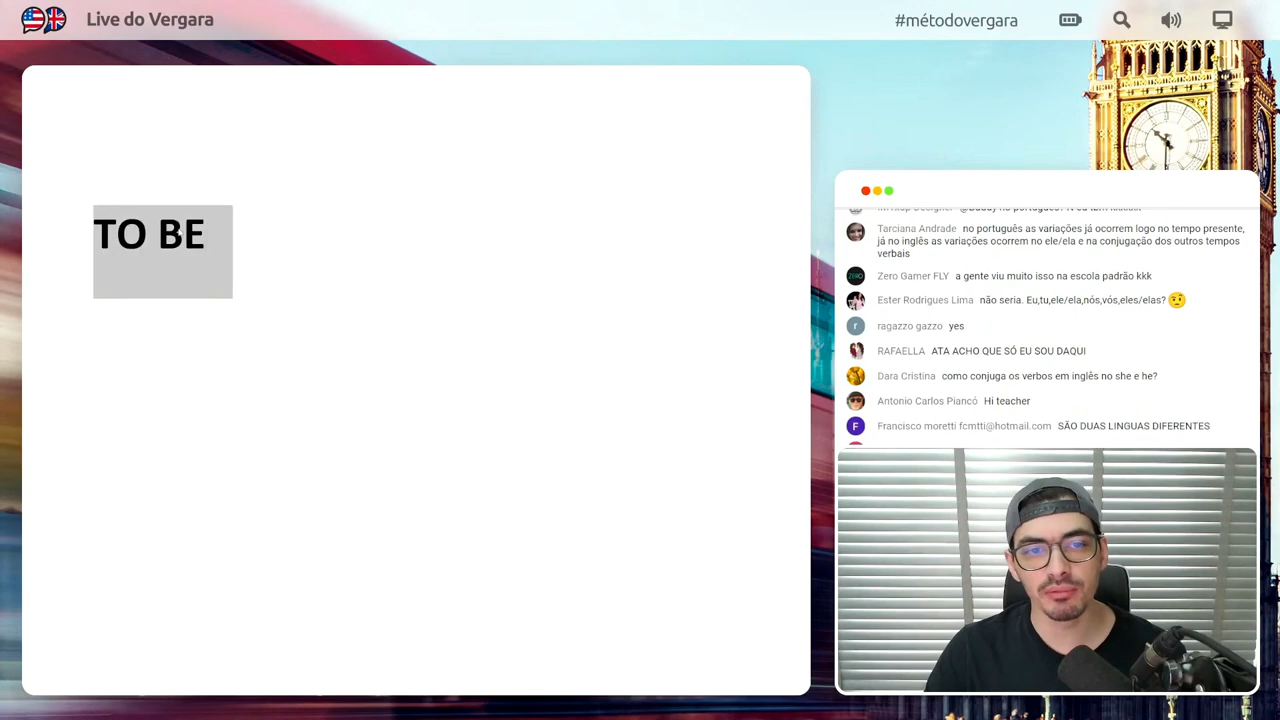 Live do Vergara
#métodovergara
TO BE
Tarciana Andrade no português as variações já ocorrem logo no tempo presente,
já no inglês as variações ocorrem no ele/ela e na conjugação dos outros tempos
verbais
Zero Gamer FLY a gente viu muito isso na escola padrão kkk
Ester Rodrigues Lima não seria. Eu,tu,ele/ela,nós,vós,eles/elas?
ragazzo gazzo yes
RAFAELLA ATA ACHO QUE SÓ EU SOU DAQUI
Dara Cristina como conjuga os verbos em inglês no she e he?
Antonio Carlos Piancó Hi teacher
F Francisco moretti fcmtti@hotmail.com SÃO DUAS LINGUAS DIFERENTES